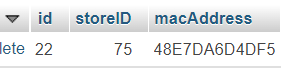 id storeID macAddress
lete 22 75 48E7DA6D4DF5